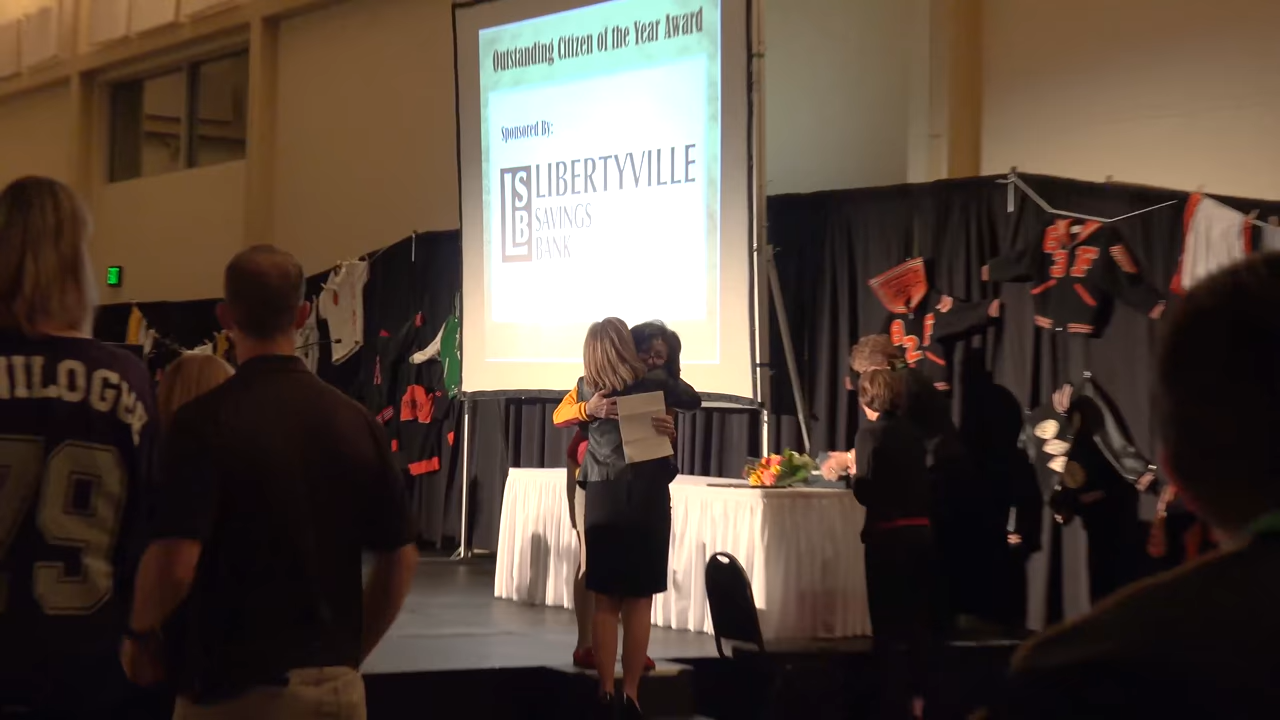 Outstanding Citizen of the Year Award
Sponsored By:
LSB
LIBERTYVILLE
SAVINGS
BANK
79